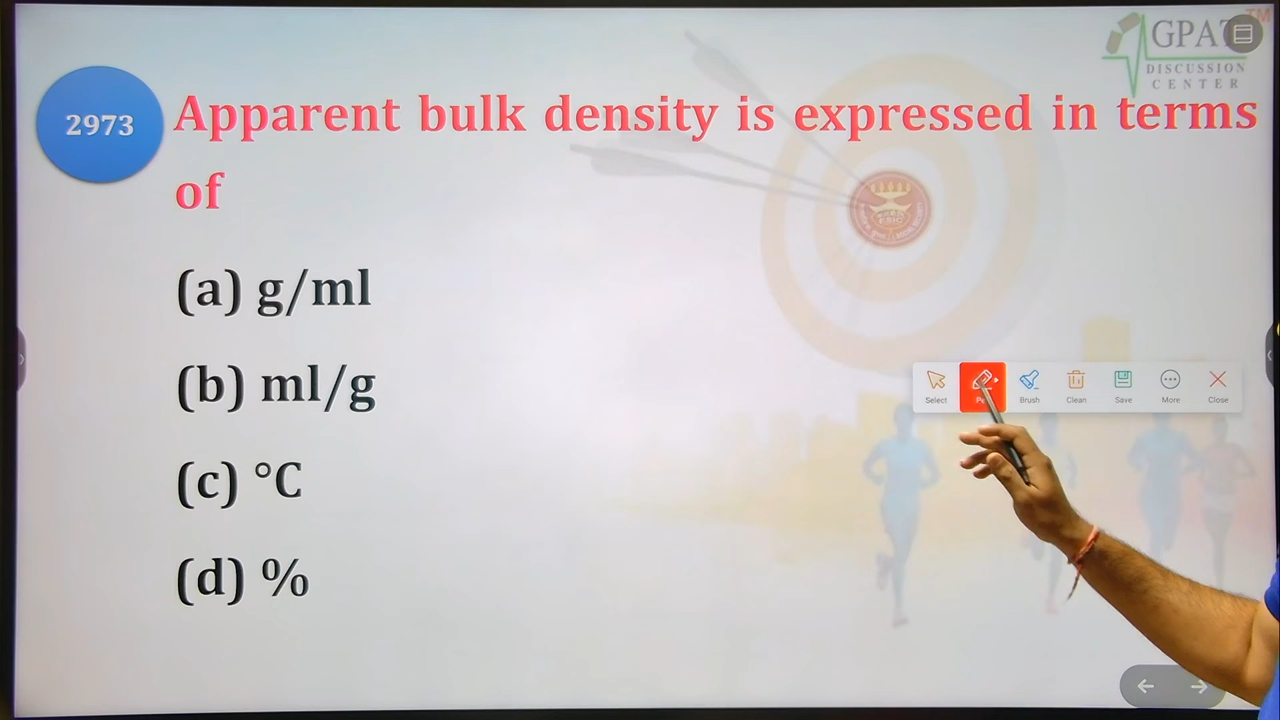 GPAT
TM
DISCUSSION
CENTER
2973
Apparent bulk density is expressed in terms
of
(a) g/ml
(b) ml/g
(c) °C
(d) %
Select
Brush
Clean
Save
More
Close